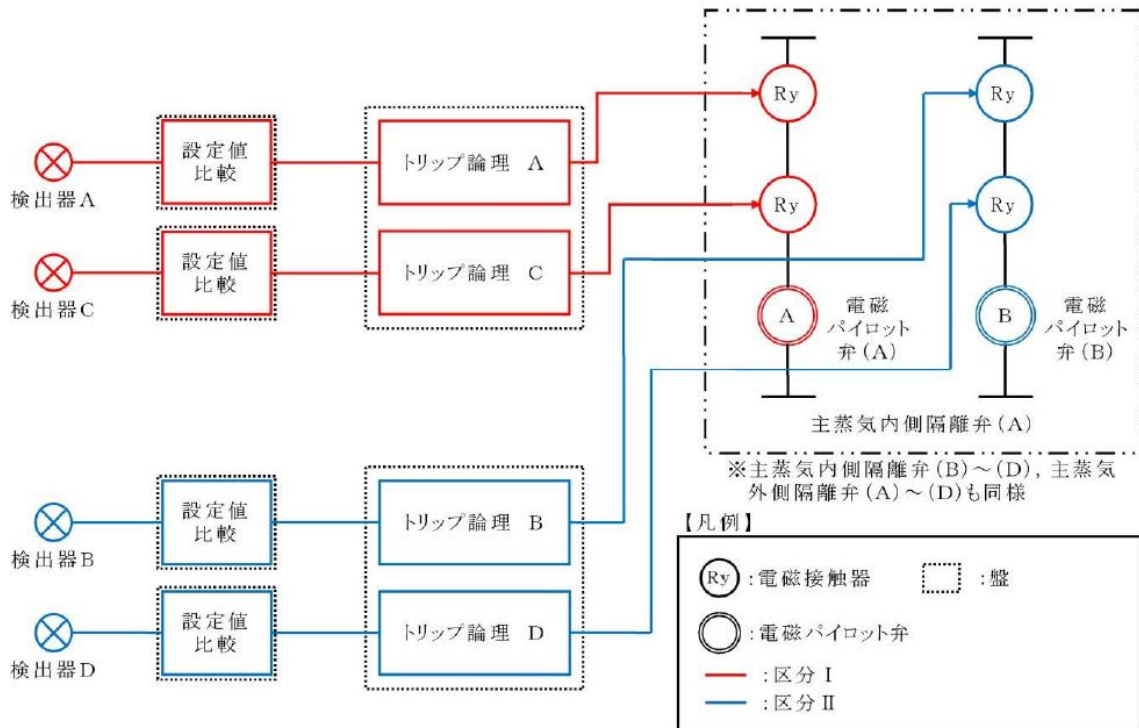 Ry
Ry
設定値
比較
トリップ論理 A
検出器A
Ry
Ry
設定値
比較
トリップ論理 C
検出器C
A
電磁
パイロット
弁(A)
B
電磁
パイロット
弁(B)
主蒸気内側隔離弁(A)
※主蒸気内側隔離弁(B)~(D), 主蒸気
外側隔離弁(A)~(D)も同様
設定値
比較
トリップ論理 B
検出器B
設定値
比較
トリップ論理 D
検出器D
【凡例】
Ry :電磁接触器
:盤
:電磁パイロット弁
:区分Ⅰ
:区分Ⅱ